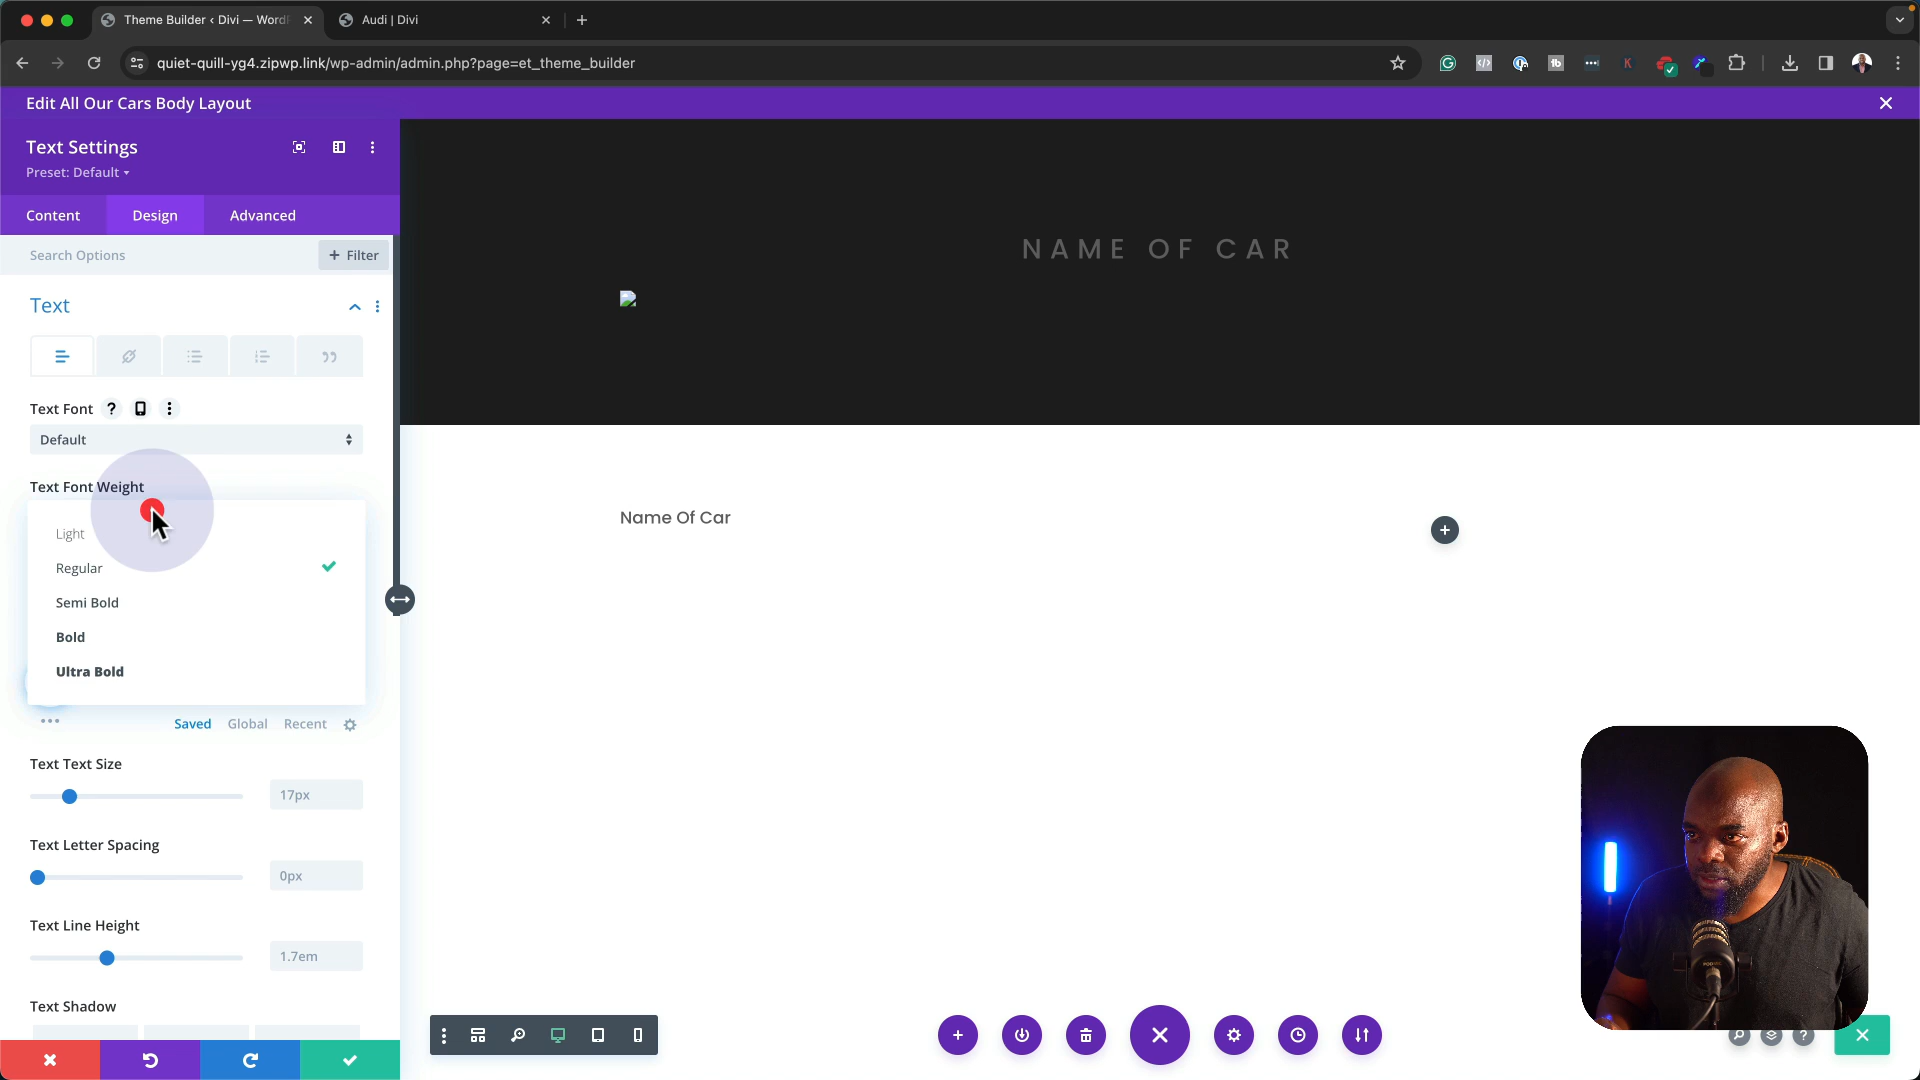 Theme Builder ‹ Divi — WordP
Audi | Divi
quiet-quill-yg4.zipwp.link/wp-admin/admin.php?page=et_theme_builder
Edit All Our Cars Body Layout
Text Settings
Preset: Default
Content
Design
Advanced
Search Options
+ Filter
Text
Text Font ?
Default
Text Font Weight
Light
Regular
Semi Bold
Bold
Ultra Bold
Saved
Global
Recent
Text Text Size
17px
Text Letter Spacing
0px
Text Line Height
1.7em
Text Shadow
NAME OF CAR
Name Of Car